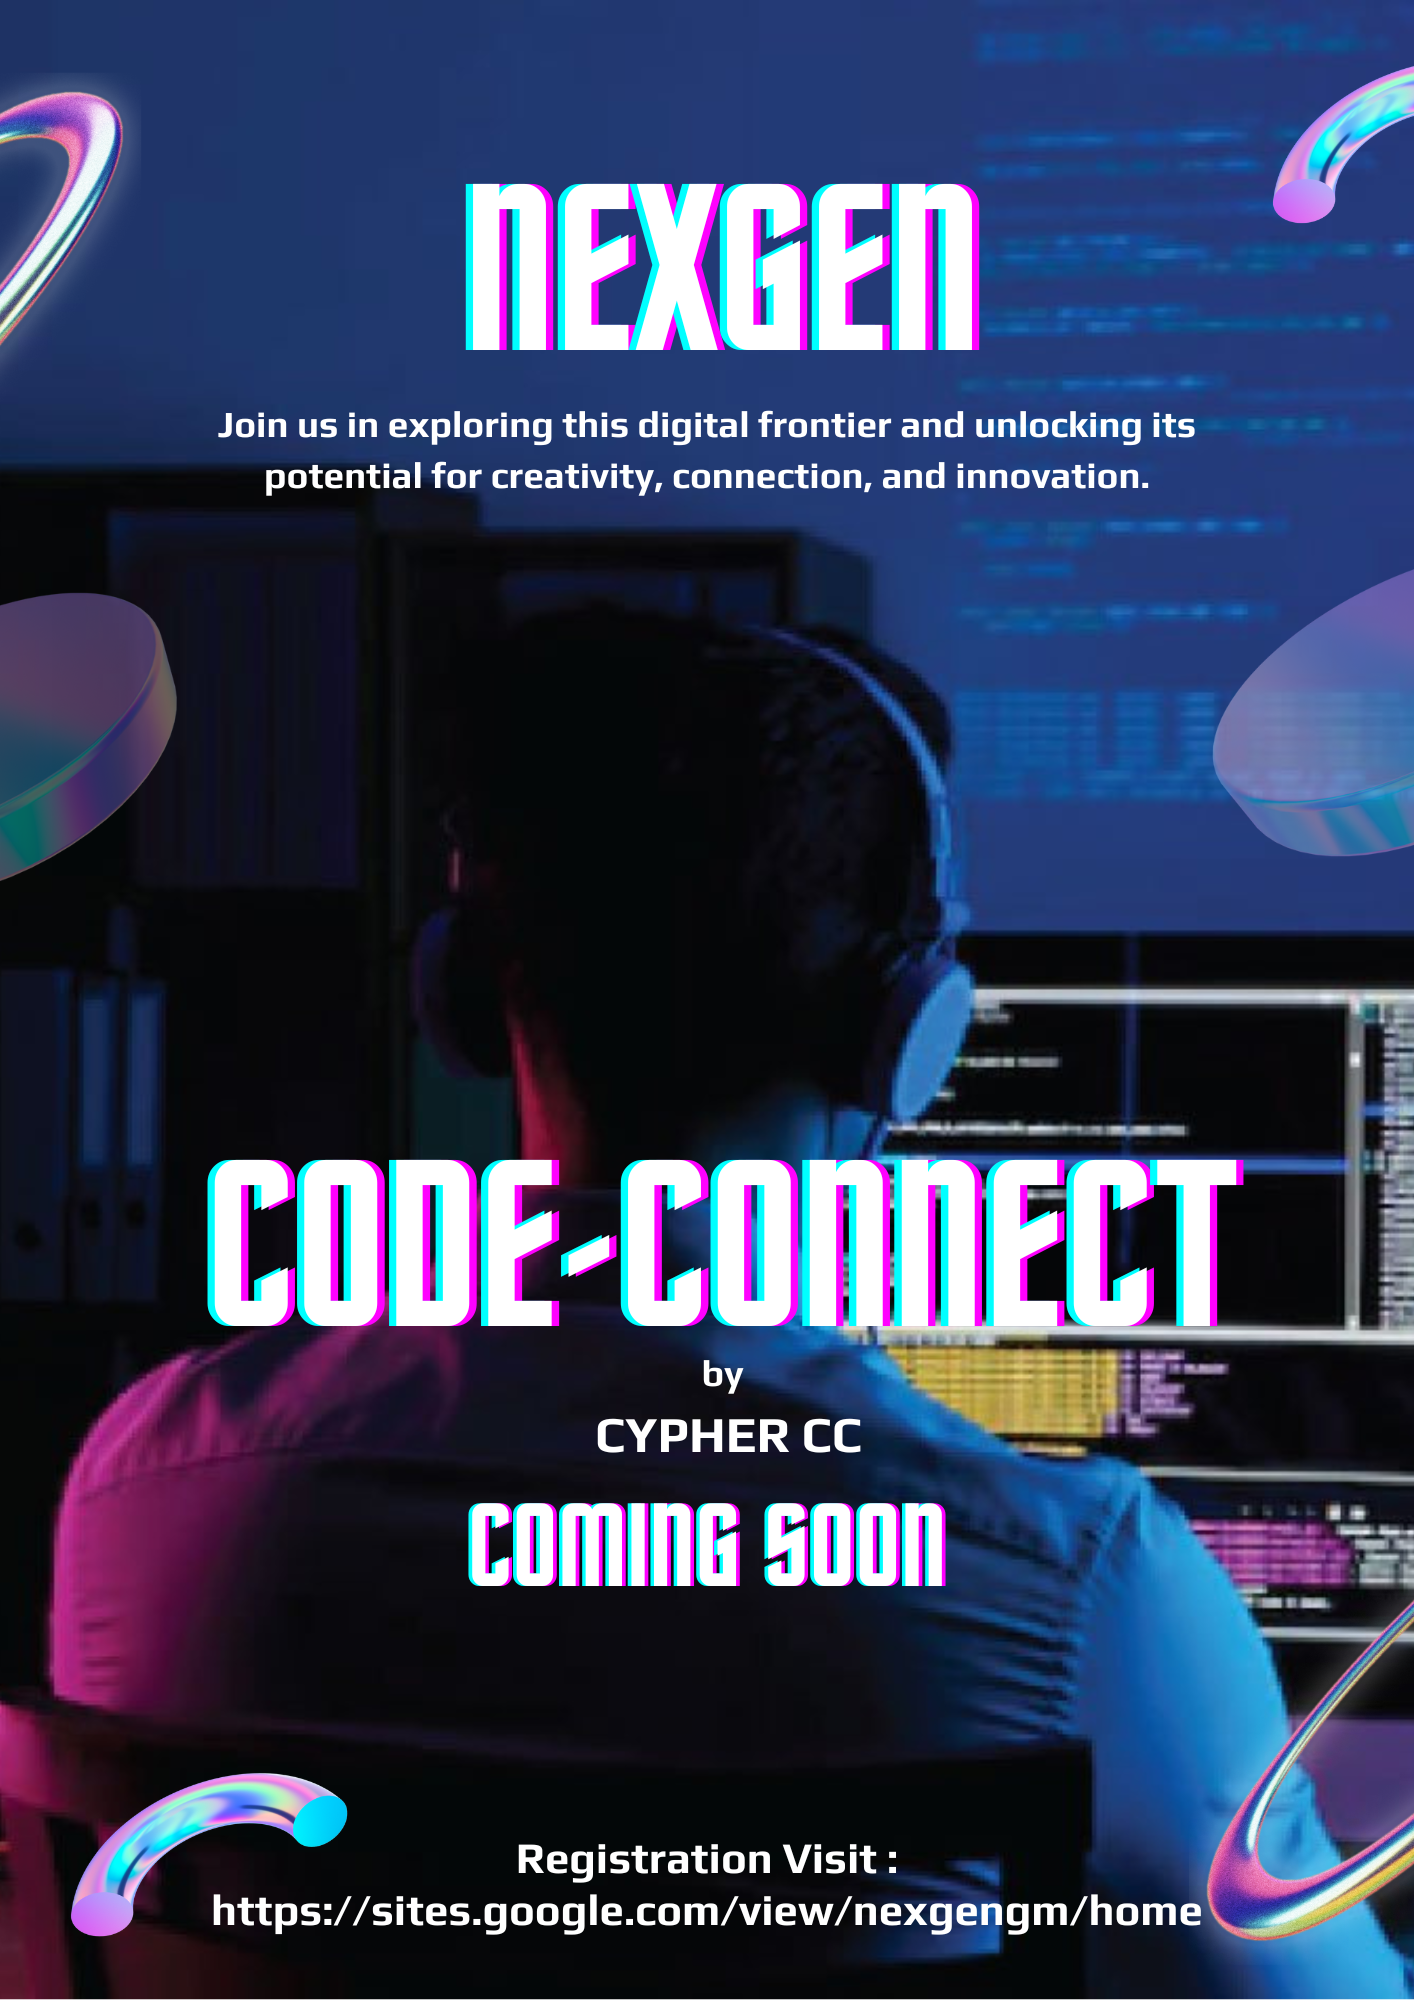 NEXGEN
Join us in exploring this digital frontier and unlocking its
potential for creativity, connection, and innovation.
CODE-CONNECT
by
CYPHER CC
COMING SOON
Registration Visit :
https://sites.google.com/view/nexgengm/home